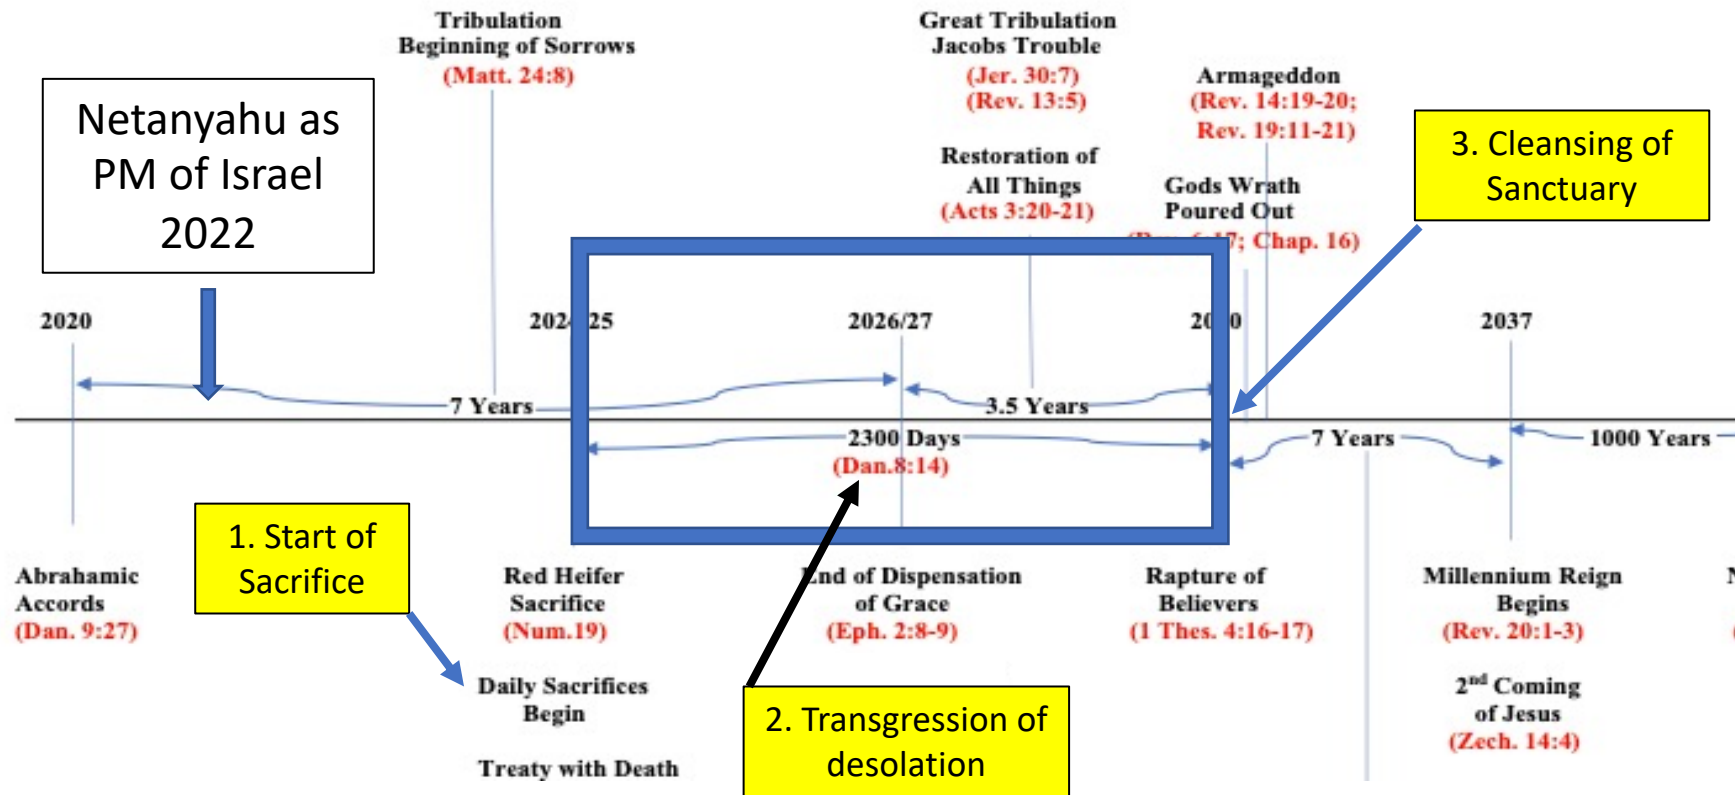 Tribulation
Beginning of Sorrows
(Matt. 24:8)
Great Tribulation
Jacobs Trouble
(Jer. 30:7)
(Rev. 13:5)
Armageddon
(Rev. 14:19-20;
Rev. 19:11-21)
Netanyahu as
PM of Israel
2022
3. Cleansing of
Sanctuary
Restoration of
All Things
(Acts 3:20-21)
Gods Wrath
Poured Out
Chap. 16)
2020
2026/27
2037
7 Years
3.5 Years
2300 Days
(Dan.8:14)
7 Years
1000 Years
1. Start of
Sacrifice
Abrahamic
Accords
(Dan. 9:27)
Red Heifer
Sacrifice
(Num.19)
Daily Sacrifices
Begin
Treaty with Death
End of Dispensation
of Grace
(Eph. 2:8-9)
2. Transgression of
desolation
Rapture of
Believers
(1 Thes. 4:16-17)
Millennium Reign
Begins
(Rev. 20:1-3)
2nd Coming
of Jesus
(Zech. 14:4)